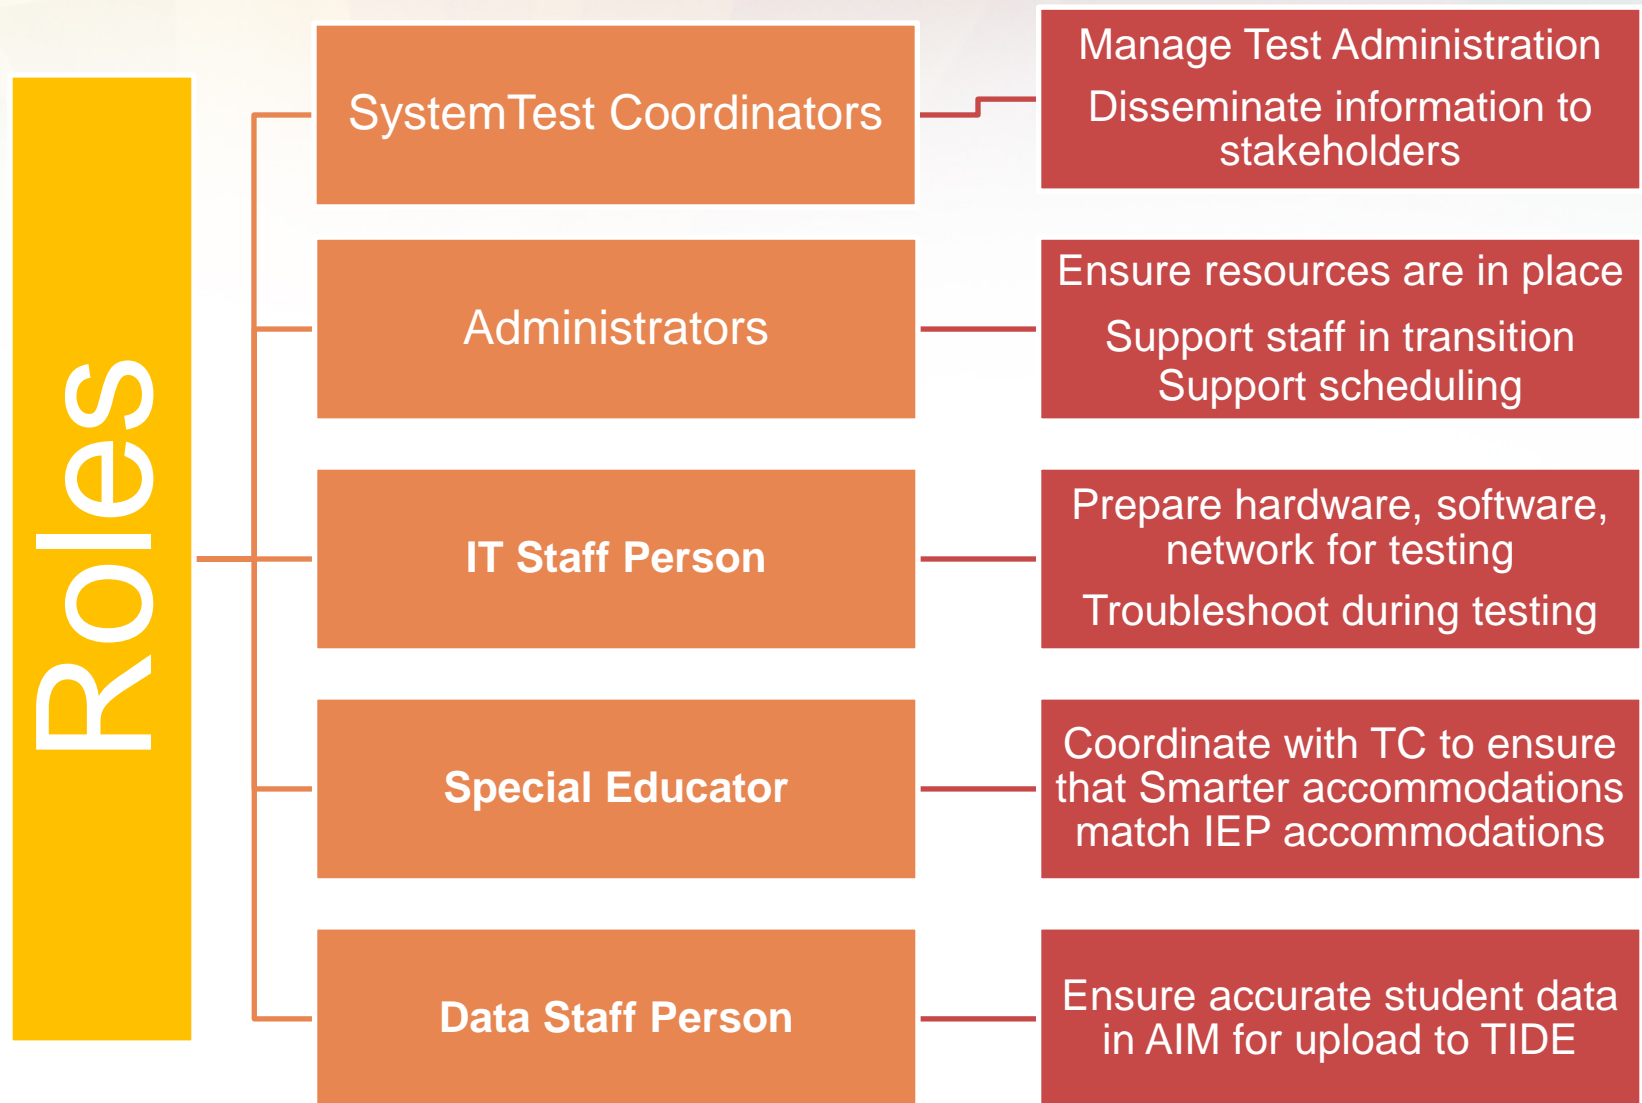 Roles
SystemTest Coordinators
Manage Test Administration
Disseminate information to
stakeholders
Administrators
Ensure resources are in place
Support staff in transition
Support scheduling
IT Staff Person
Prepare hardware, software,
network for testing
Troubleshoot during testing
Special Educator
Coordinate with TC to ensure
that Smarter accommodations
match IEP accommodations
Data Staff Person
Ensure accurate student data
in AIM for upload to TIDE